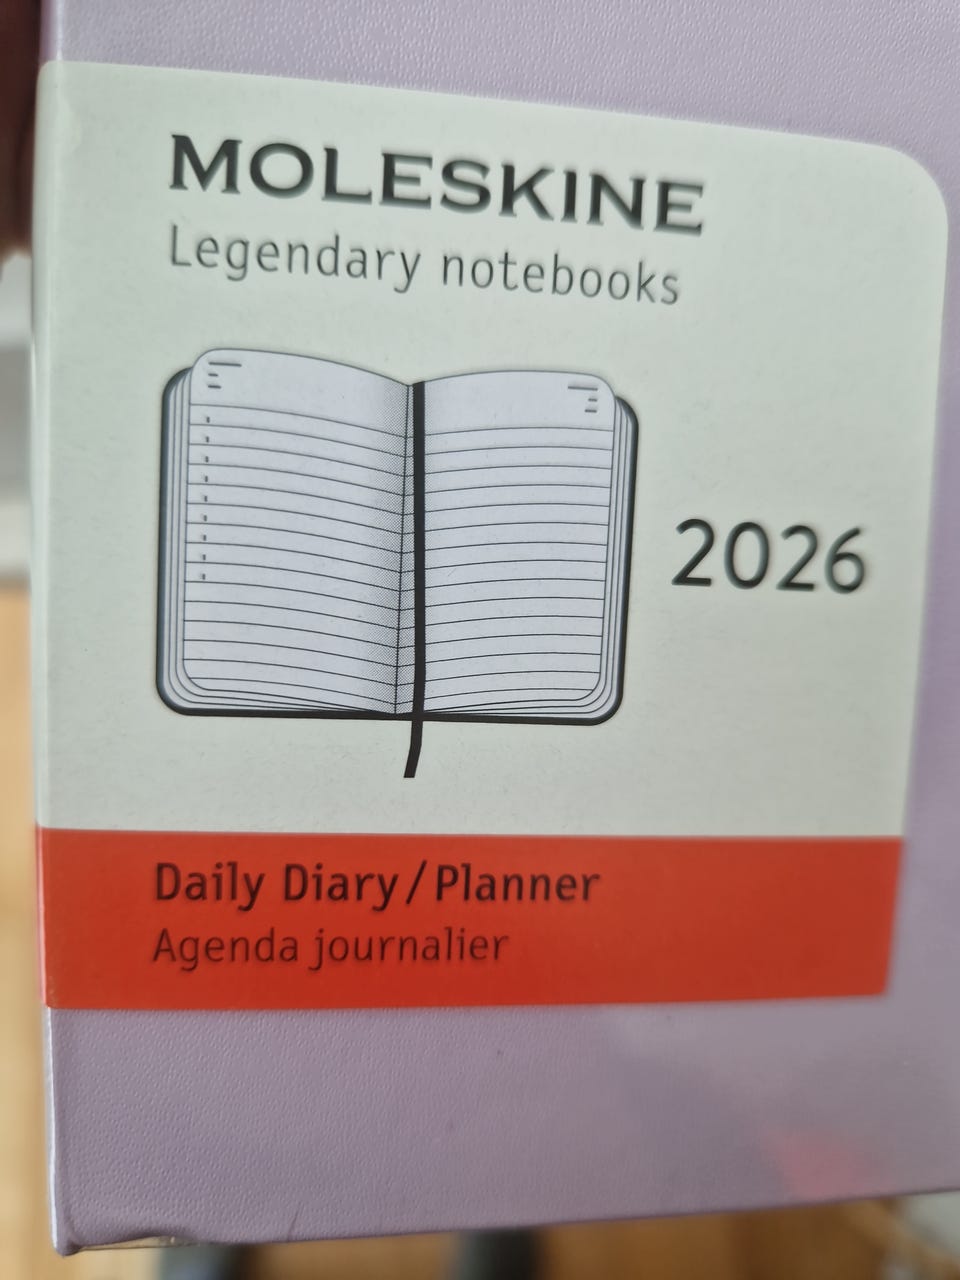 MOLESKINE
Legendary notebooks
2026
Daily Diary/Planner
Agenda journalier